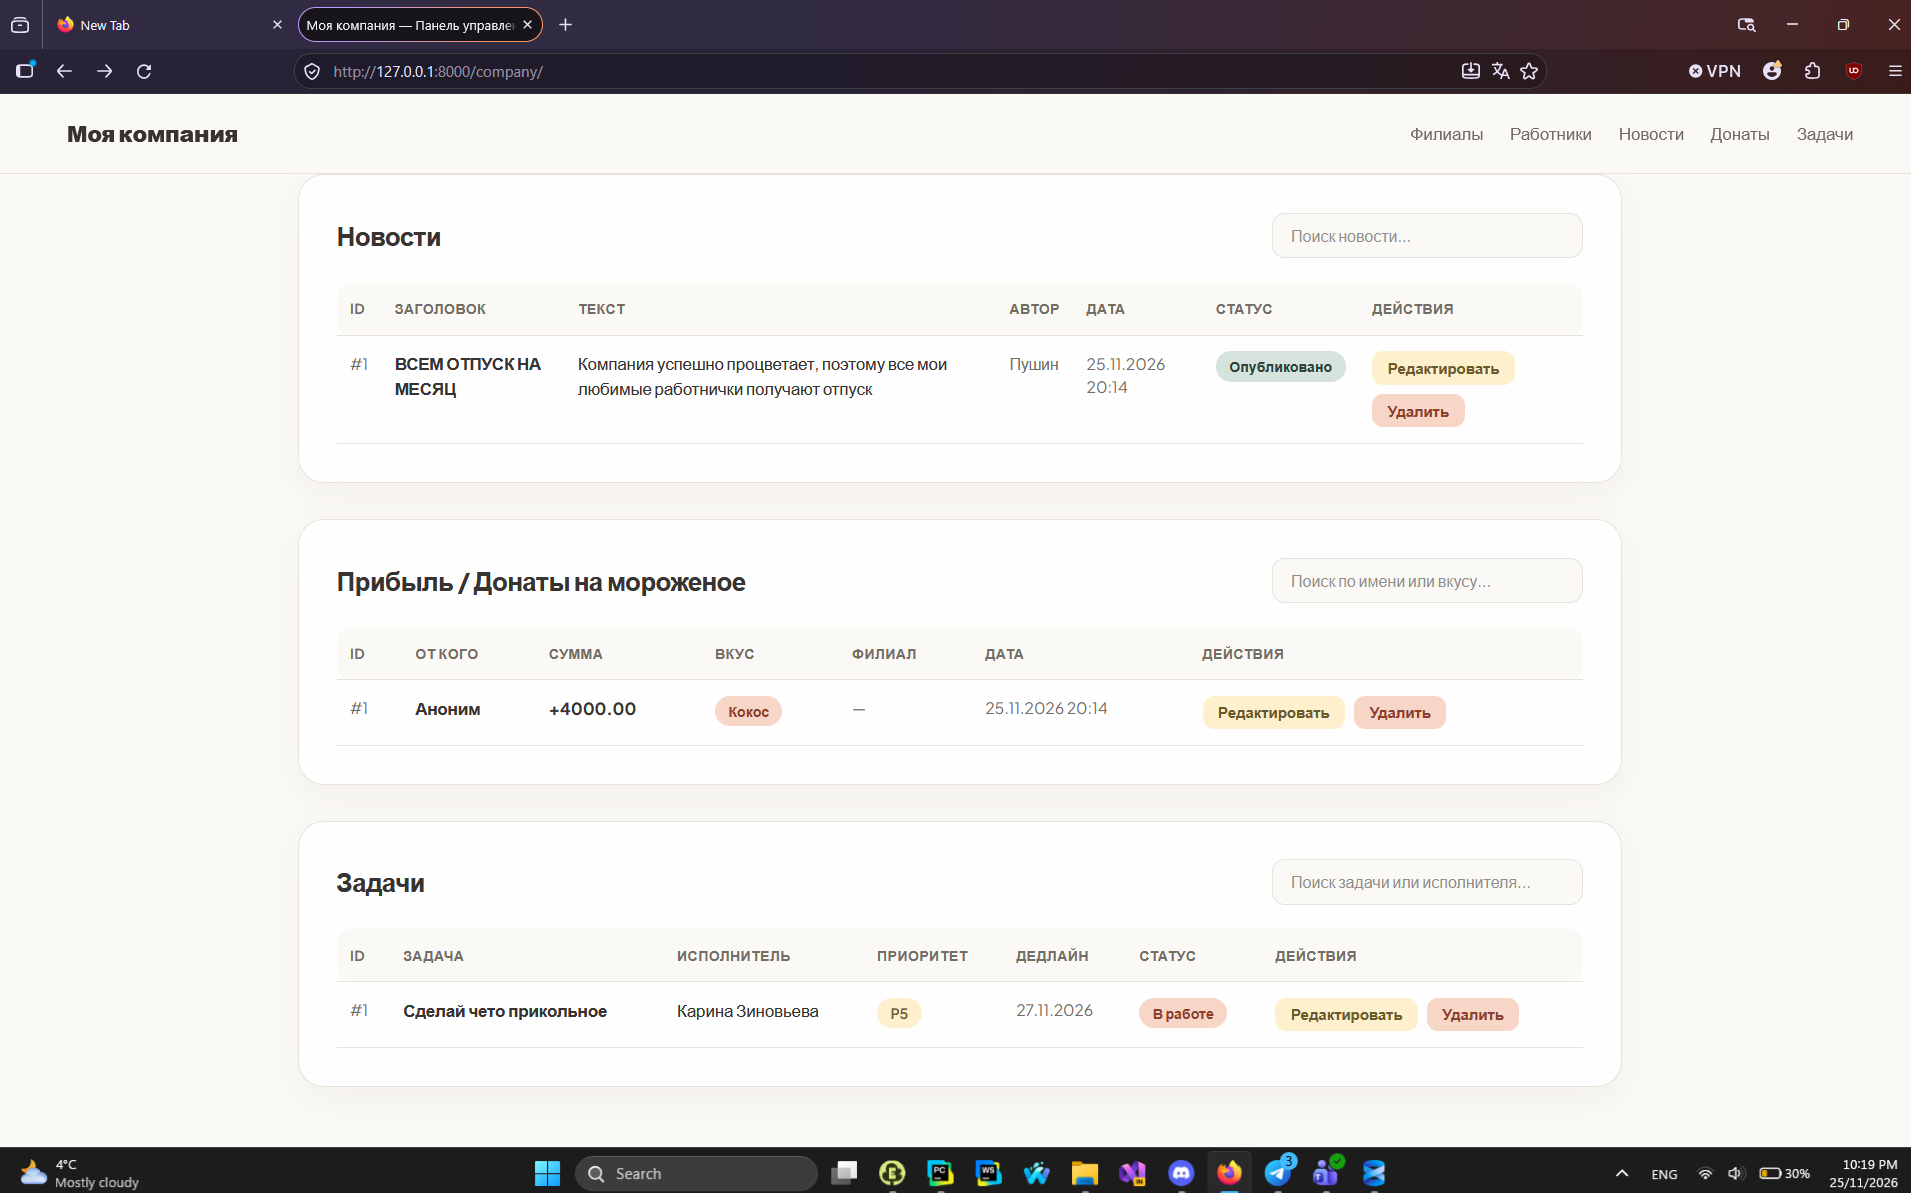 New Tab
Моя компания — Панель управле
http://127.0.0.1:8000/company/
VPN
Моя компания
Филиалы Работники Новости Донаты Задачи
Новости
Поиск новости...
ID ЗАГОЛОВОК ТЕКСТ АВТОР ДАТА СТАТУС ДЕЙСТВИЯ
#1 ВСЕМ ОТПУСК НА МЕСЯЦ Компания успешно процветает, поэтому все мои любимые работнички получают отпуск Пушин 25.11.2026 20:14 Опубликовано Редактировать
Удалить
Прибыль / Донаты на мороженое
Поиск по имени или вкусу...
ID ОТ КОГО СУММА ВКУС ФИЛИАЛ ДАТА ДЕЙСТВИЯ
#1 Аноним +4000.00 Кокос — 25.11.2026 20:14 Редактировать Удалить
Задачи
Поиск задачи или исполнителя...
ID ЗАДАЧА ИСПОЛНИТЕЛЬ ПРИОРИТЕТ ДЕДЛАЙН СТАТУС ДЕЙСТВИЯ
#1 Сделай чето прикольное Карина Зиновьева P5 27.11.2026 В работе Редактировать Удалить
4°C
Mostly cloudy
Search
PC
WS
IN
3
ENG
30%
10:19 PM
25/11/2026